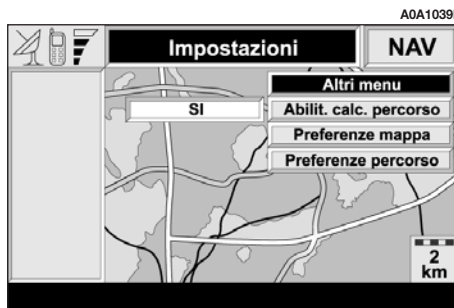 A0A1039
Impostazioni
NAV
Altri menu
SI
Abilit. calc. percorso
Preferenze mappa
Preferenze percorso
2
km